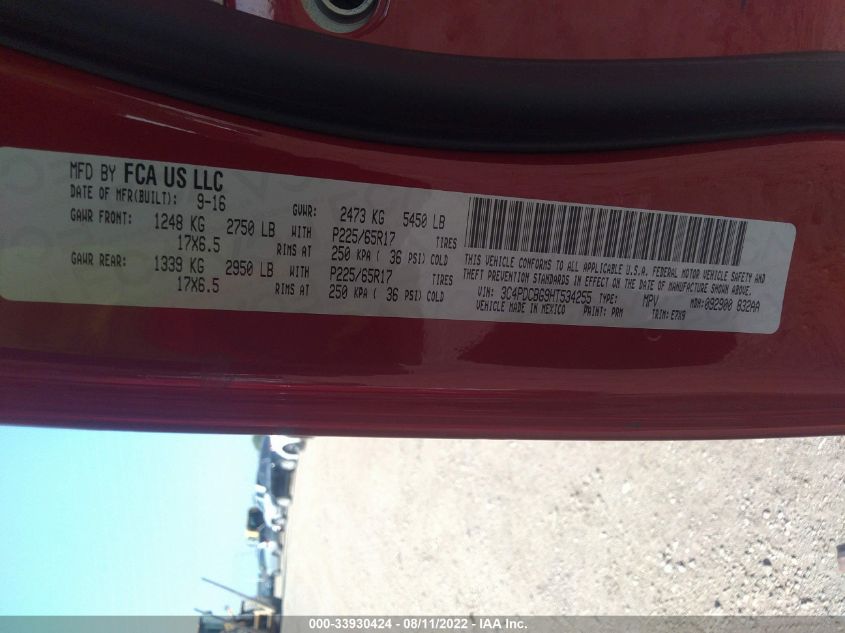 MFD BY FCA US LLC
DATE OF MFR(BUILT): 9-16 GVWR: 2473 KG 5450 LB
GAWR FRONT: 1248 KG 2750 LB WITH P225/65R17 TIRES
17X6.5 RIMS AT 250 KPA ( 36 PSI) COLD
GAWR REAR: 1339 KG 2950 LB WITH P225/65R17 TIRES
17X6.5 RIMS AT 250 KPA ( 36 PSI) COLD
THIS VEHICLE CONFORMS TO ALL APPLICABLE U.S.A. FEDERAL MOTOR VEHICLE SAFETY AND
THEFT PREVENTION STANDARDS IN EFFECT ON THE DATE OF MANUFACTURE SHOWN ABOVE.
VIN: 3C4PDCBG9HT534255 TYPE: MPV MDH: 092900 832AA
VEHICLE MADE IN MEXICO PAINT: PRM TRIM: E7X9
000-33930424 - 08/11/2022 - IAA Inc.